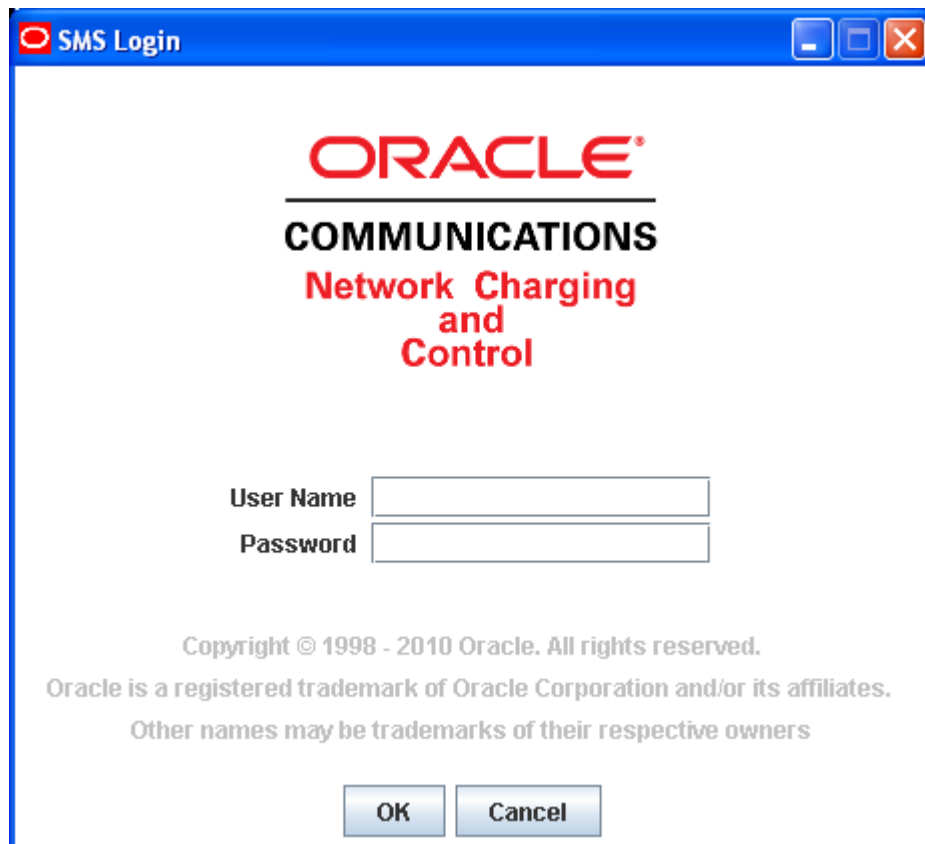 SMS Login
ORACLE®
COMMUNICATIONS
Network Charging
and
Control
User Name
Password
Copyright © 1998 - 2010 Oracle. All rights reserved.
Oracle is a registered trademark of Oracle Corporation and/or its affiliates.
Other names may be trademarks of their respective owners
OK Cancel